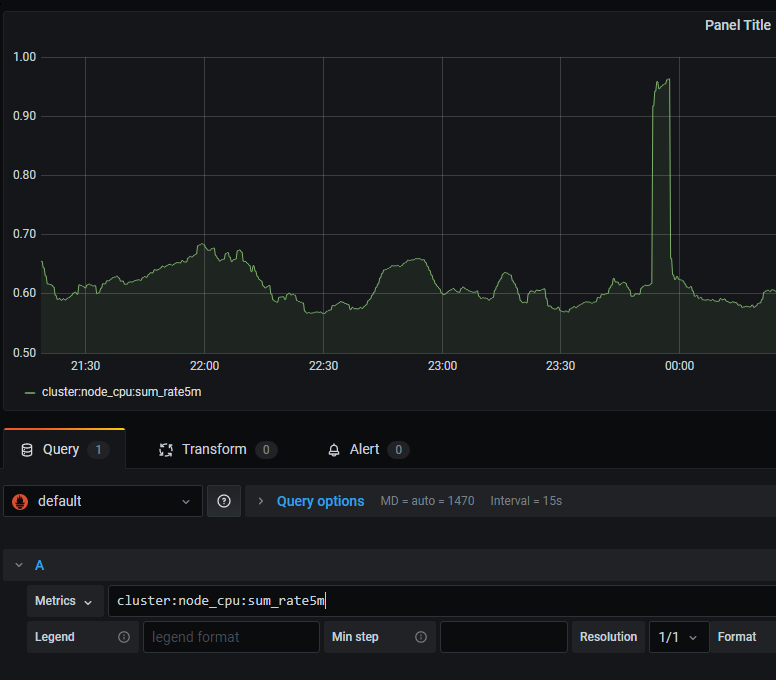 Panel Title
1.00
0.90
0.80
0.70
0.60
0.50
21:30 22:00 22:30 23:00 23:30 00:00
cluster:node_cpu:sum_rate5m
Query 1 Transform 0 Alert 0
default Query options MD = auto = 1470 Interval = 15s
A
Metrics cluster:node_cpu:sum_rate5m
Legend legend format Min step Resolution 1/1 Format